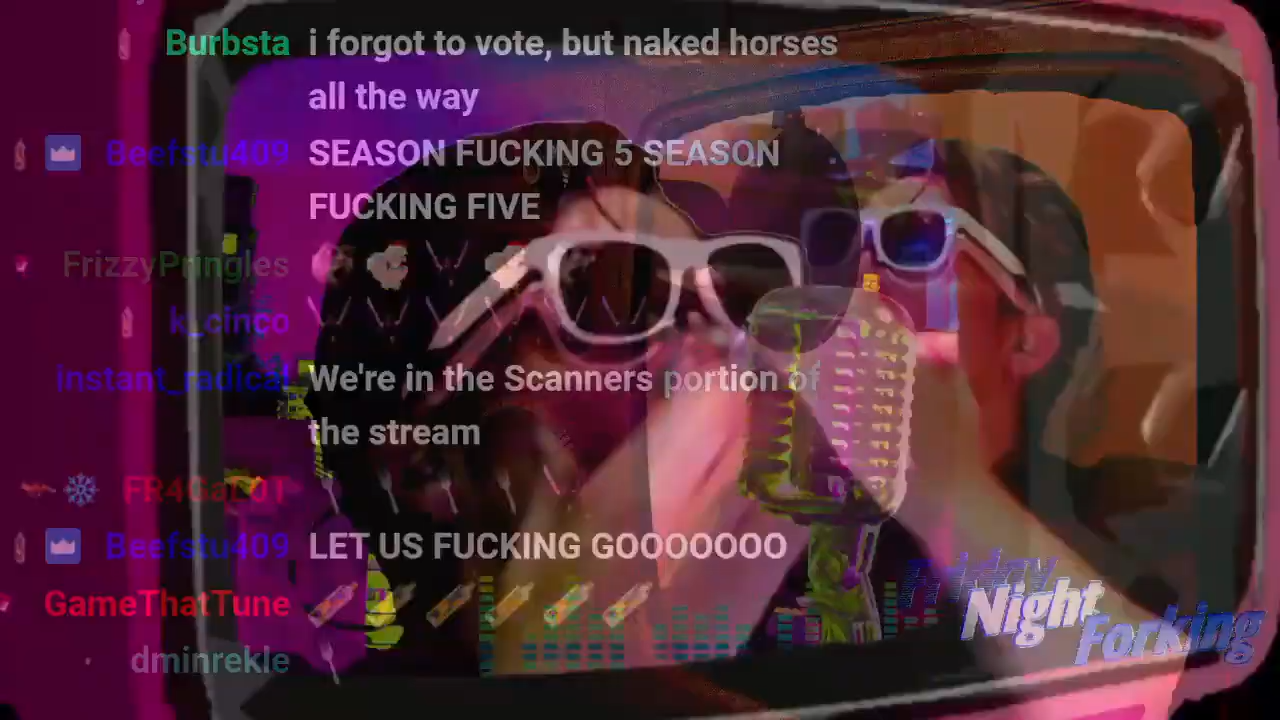 Burbsta i forgot to vote, but naked horses
all the way
Beefstu409 SEASON FUCKING 5 SEASON
FUCKING FIVE
FrizzyPringles
k_cinco
instant_radical We're in the Scanners portion of
the stream
FR4GaL0T
Beefstu409 LET US FUCKING GOOOOOOO
GameThatTune
dminrekle
Friday
Night
Forking